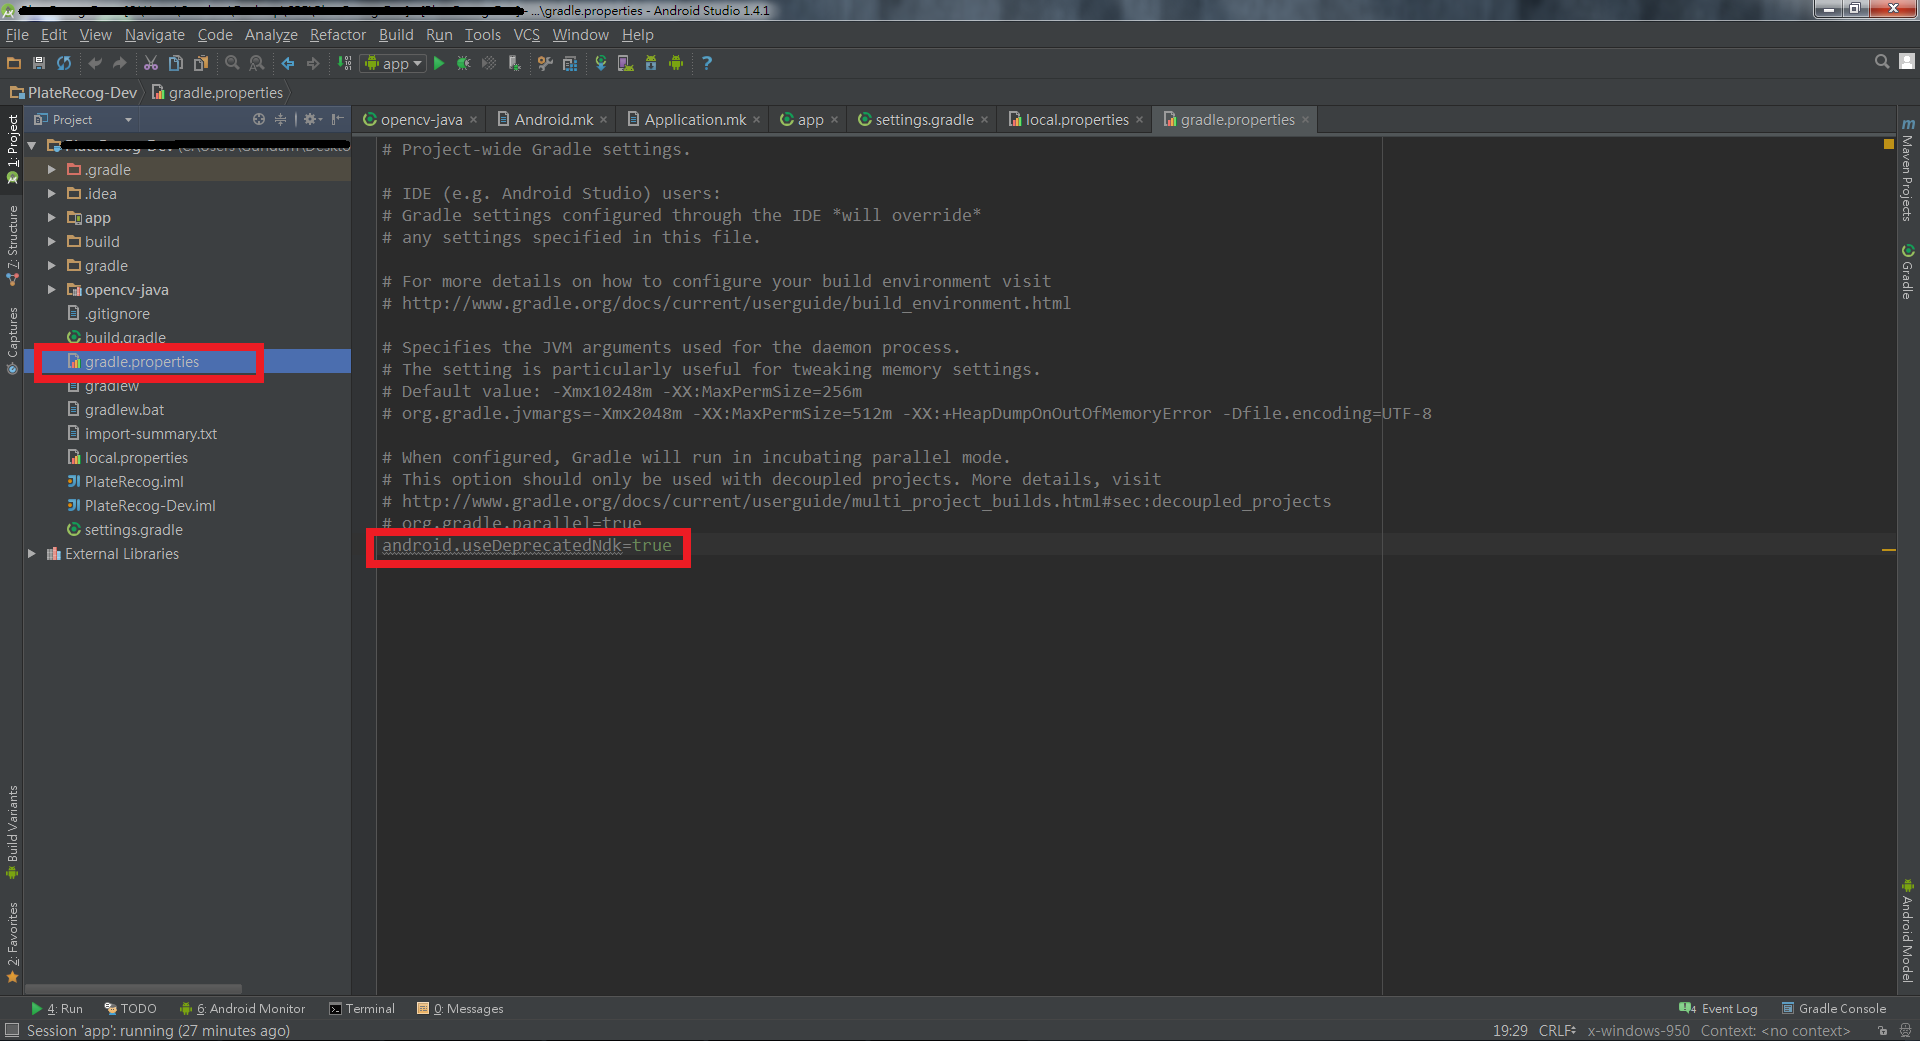 ...\gradle.properties - Android Studio 1.4.1
File Edit View Navigate Code Analyze Refactor Build Run Tools VCS Window Help
app
PlateRecog-Dev gradle.properties
Project
opencv-java Android.mk Application.mk app settings.gradle local.properties gradle.properties
1: Project
7: Structure
Captures
Build Variants
2: Favorites
.gradle
.idea
app
build
gradle
opencv-java
.gitignore
build.gradle
gradle.properties
gradlew
gradlew.bat
import-summary.txt
local.properties
PlateRecog.iml
PlateRecog-Dev.iml
settings.gradle
External Libraries
# Project-wide Gradle settings.
# IDE (e.g. Android Studio) users:
# Gradle settings configured through the IDE *will override*
# any settings specified in this file.
# For more details on how to configure your build environment visit
# http://www.gradle.org/docs/current/userguide/build_environment.html
# Specifies the JVM arguments used for the daemon process.
# The setting is particularly useful for tweaking memory settings.
# Default value: -Xmx10248m -XX:MaxPermSize=256m
# org.gradle.jvmargs=-Xmx2048m -XX:MaxPermSize=512m -XX:+HeapDumpOnOutOfMemoryError -Dfile.encoding=UTF-8
# When configured, Gradle will run in incubating parallel mode.
# This option should only be used with decoupled projects. More details, visit
# http://www.gradle.org/docs/current/userguide/multi_project_builds.html#sec:decoupled_projects
# org.gradle.parallel=true
android.useDeprecatedNdk=true
Maven Projects
Gradle
Android Model
4: Run TODO 6: Android Monitor Terminal 0: Messages Event Log Gradle Console
Session 'app': running (27 minutes ago) 19:29 CRLF x-windows-950 Context: <no context>